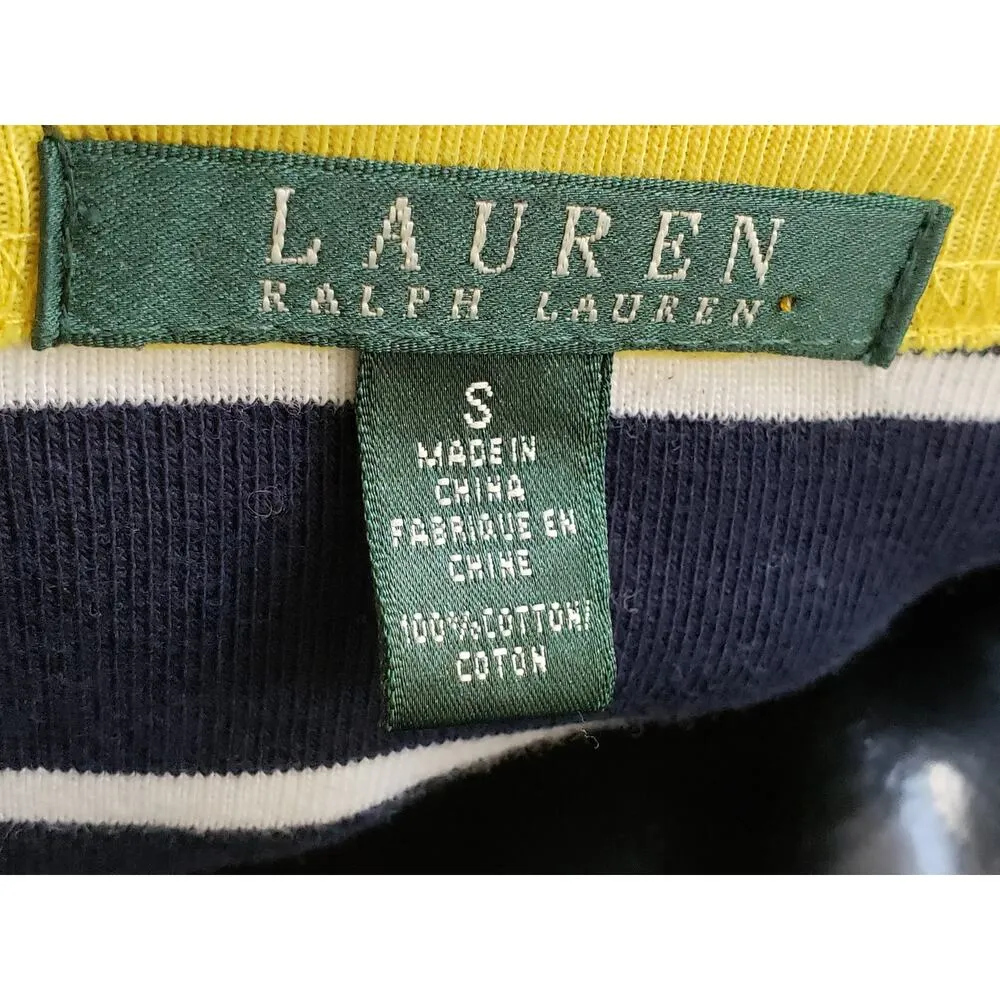 LAUREN
RALPH LAUREN
S
MADE IN
CHINA
FABRIQUE EN
CHINE
100%COTTON/
COTON